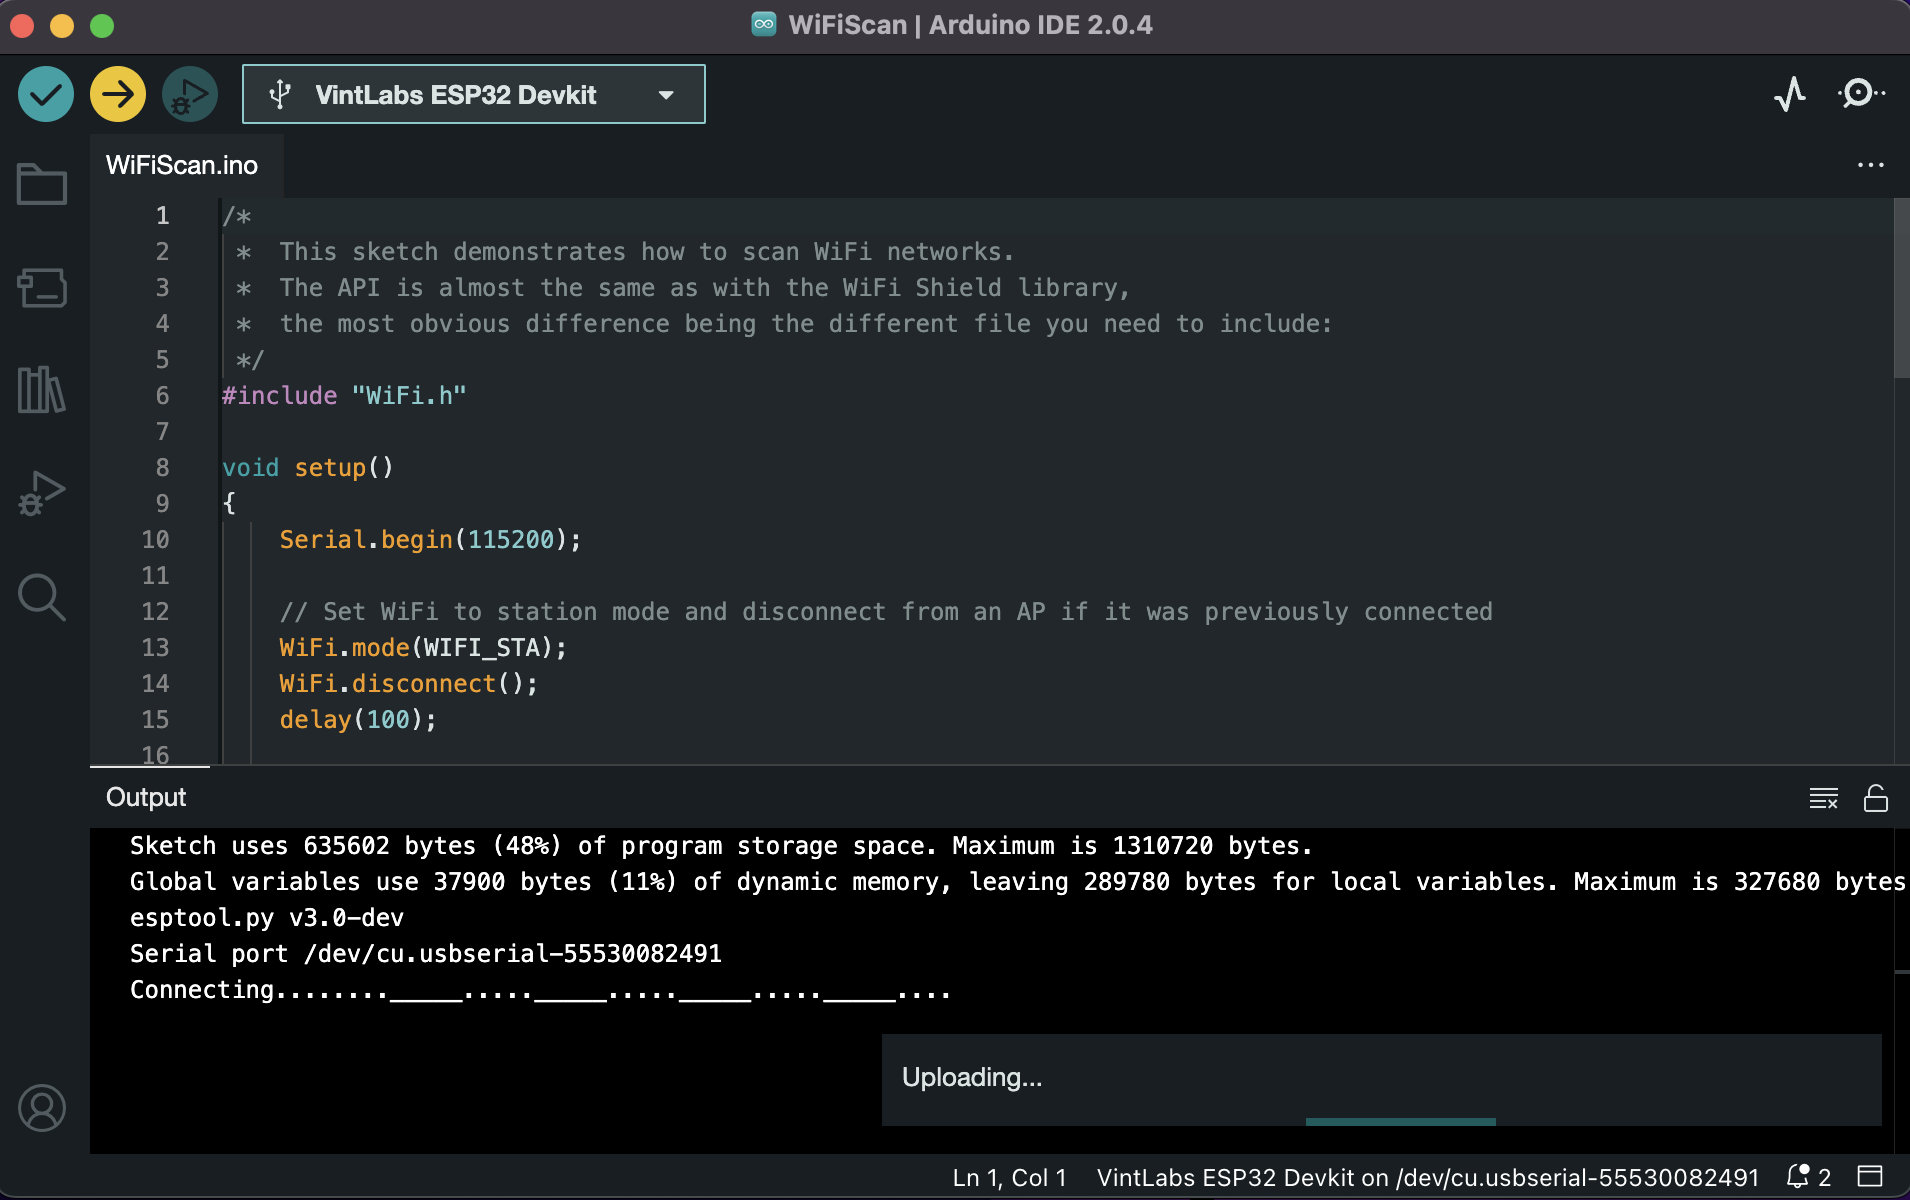 WiFiScan | Arduino IDE 2.0.4
VintLabs ESP32 Devkit
WiFiScan.ino
1 /*
2  *  This sketch demonstrates how to scan WiFi networks.
3  *  The API is almost the same as with the WiFi Shield library,
4  *  the most obvious difference being the different file you need to include:
5  */
6 #include "WiFi.h"
7
8 void setup()
9 {
10     Serial.begin(115200);
11
12     // Set WiFi to station mode and disconnect from an AP if it was previously connected
13     WiFi.mode(WIFI_STA);
14     WiFi.disconnect();
15     delay(100);
16
Output
Sketch uses 635602 bytes (48%) of program storage space. Maximum is 1310720 bytes.
Global variables use 37900 bytes (11%) of dynamic memory, leaving 289780 bytes for local variables. Maximum is 327680 bytes
esptool.py v3.0-dev
Serial port /dev/cu.usbserial-55530082491
Connecting........_____....._____....._____....._____....
Uploading...
Ln 1, Col 1 VintLabs ESP32 Devkit on /dev/cu.usbserial-55530082491 2